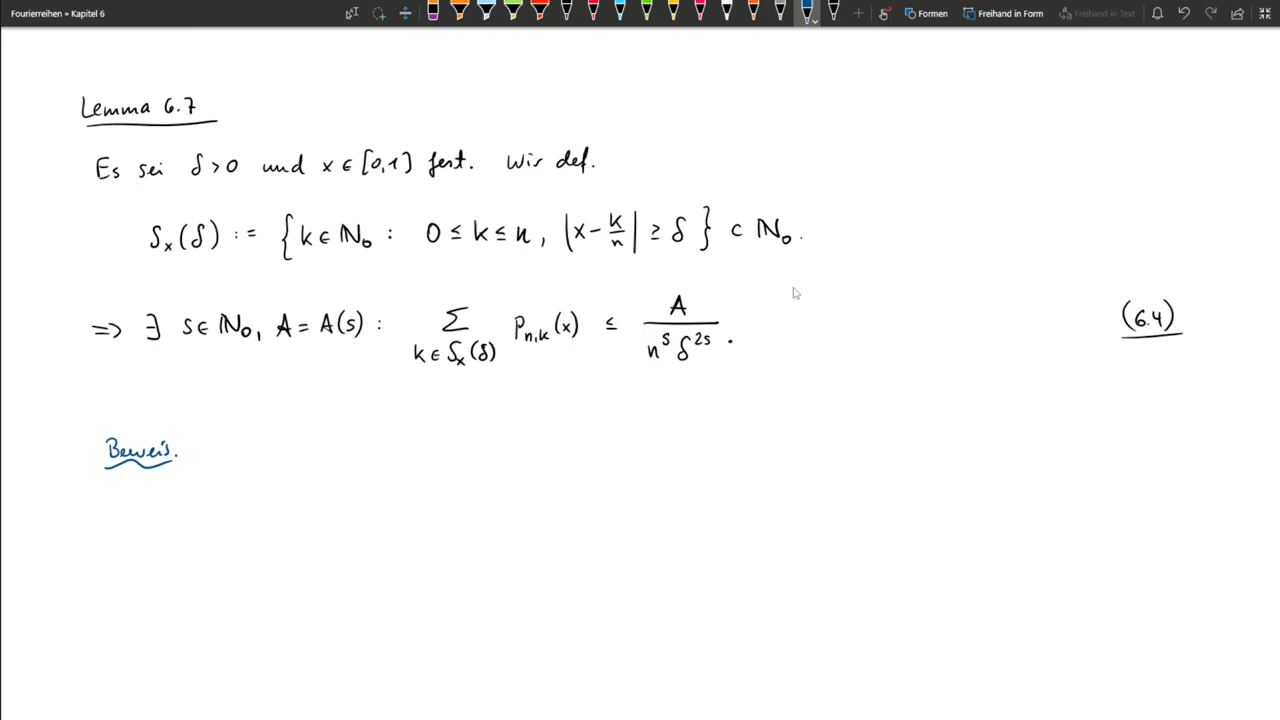 Fourierreihen » Kapitel 6
Formen
Freihand in Form
Freihand in Text
Lemma 6.7
Es sei δ > 0 und x ∈ [0,1] fest. Wir def.
S_x(δ) := {k ∈ ℕ₀ : 0 ≤ k ≤ n, |x - k/n| ≥ δ} ⊂ ℕ₀.
=> ∃ s ∈ ℕ₀, A = A(s) : ∑_{k ∈ S_x(δ)} p_{n,k}(x) ≤ A / (n^s δ^{2s}).
(6.4)
Beweis.